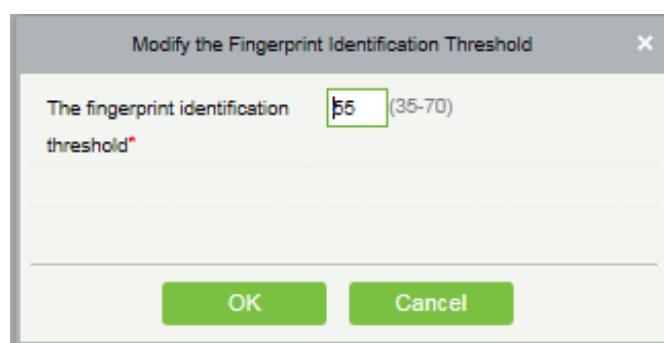 Modify the Fingerprint Identification Threshold ×
The fingerprint identification 55 (35-70)
threshold*
OK Cancel